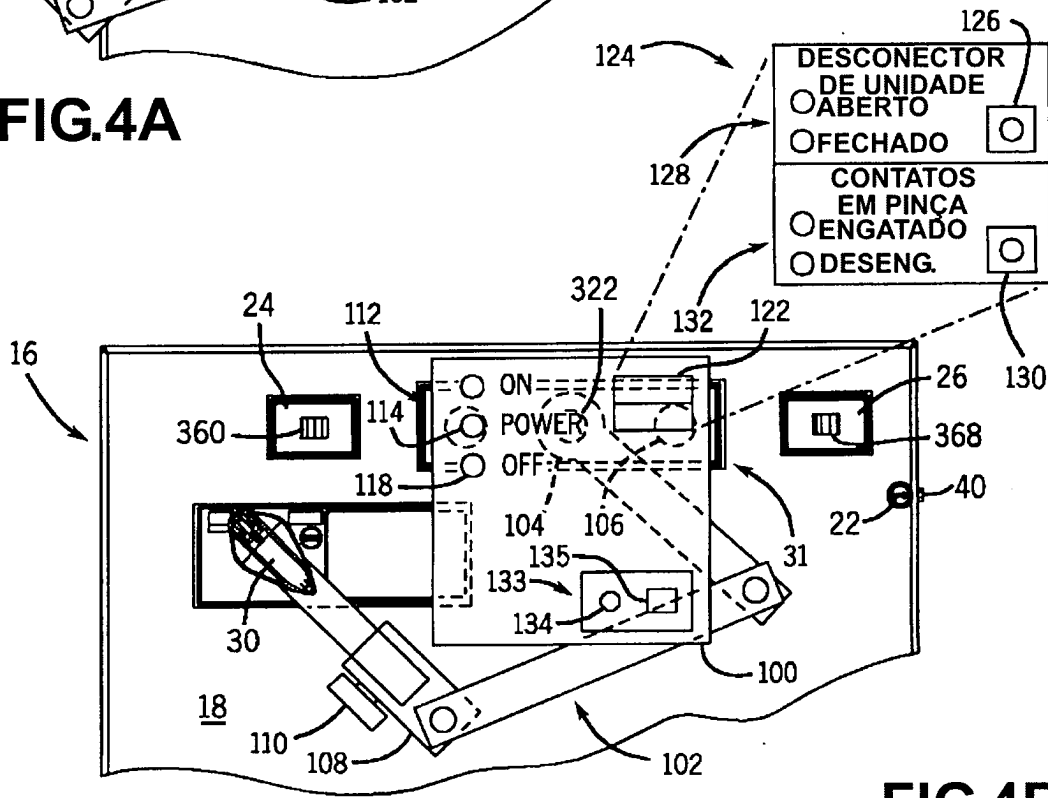 102
FIG.4A
124
126
DESCONECTOR
DE UNIDADE
ABERTO
FECHADO
128
CONTATOS
EM PINÇA
ENGATADO
DESENG.
132
130
16
24
112
322
122
26
ON
POWER
OFF
360
114
118
104
106
31
368
22
40
30
133
135
134
100
18
110
108
102